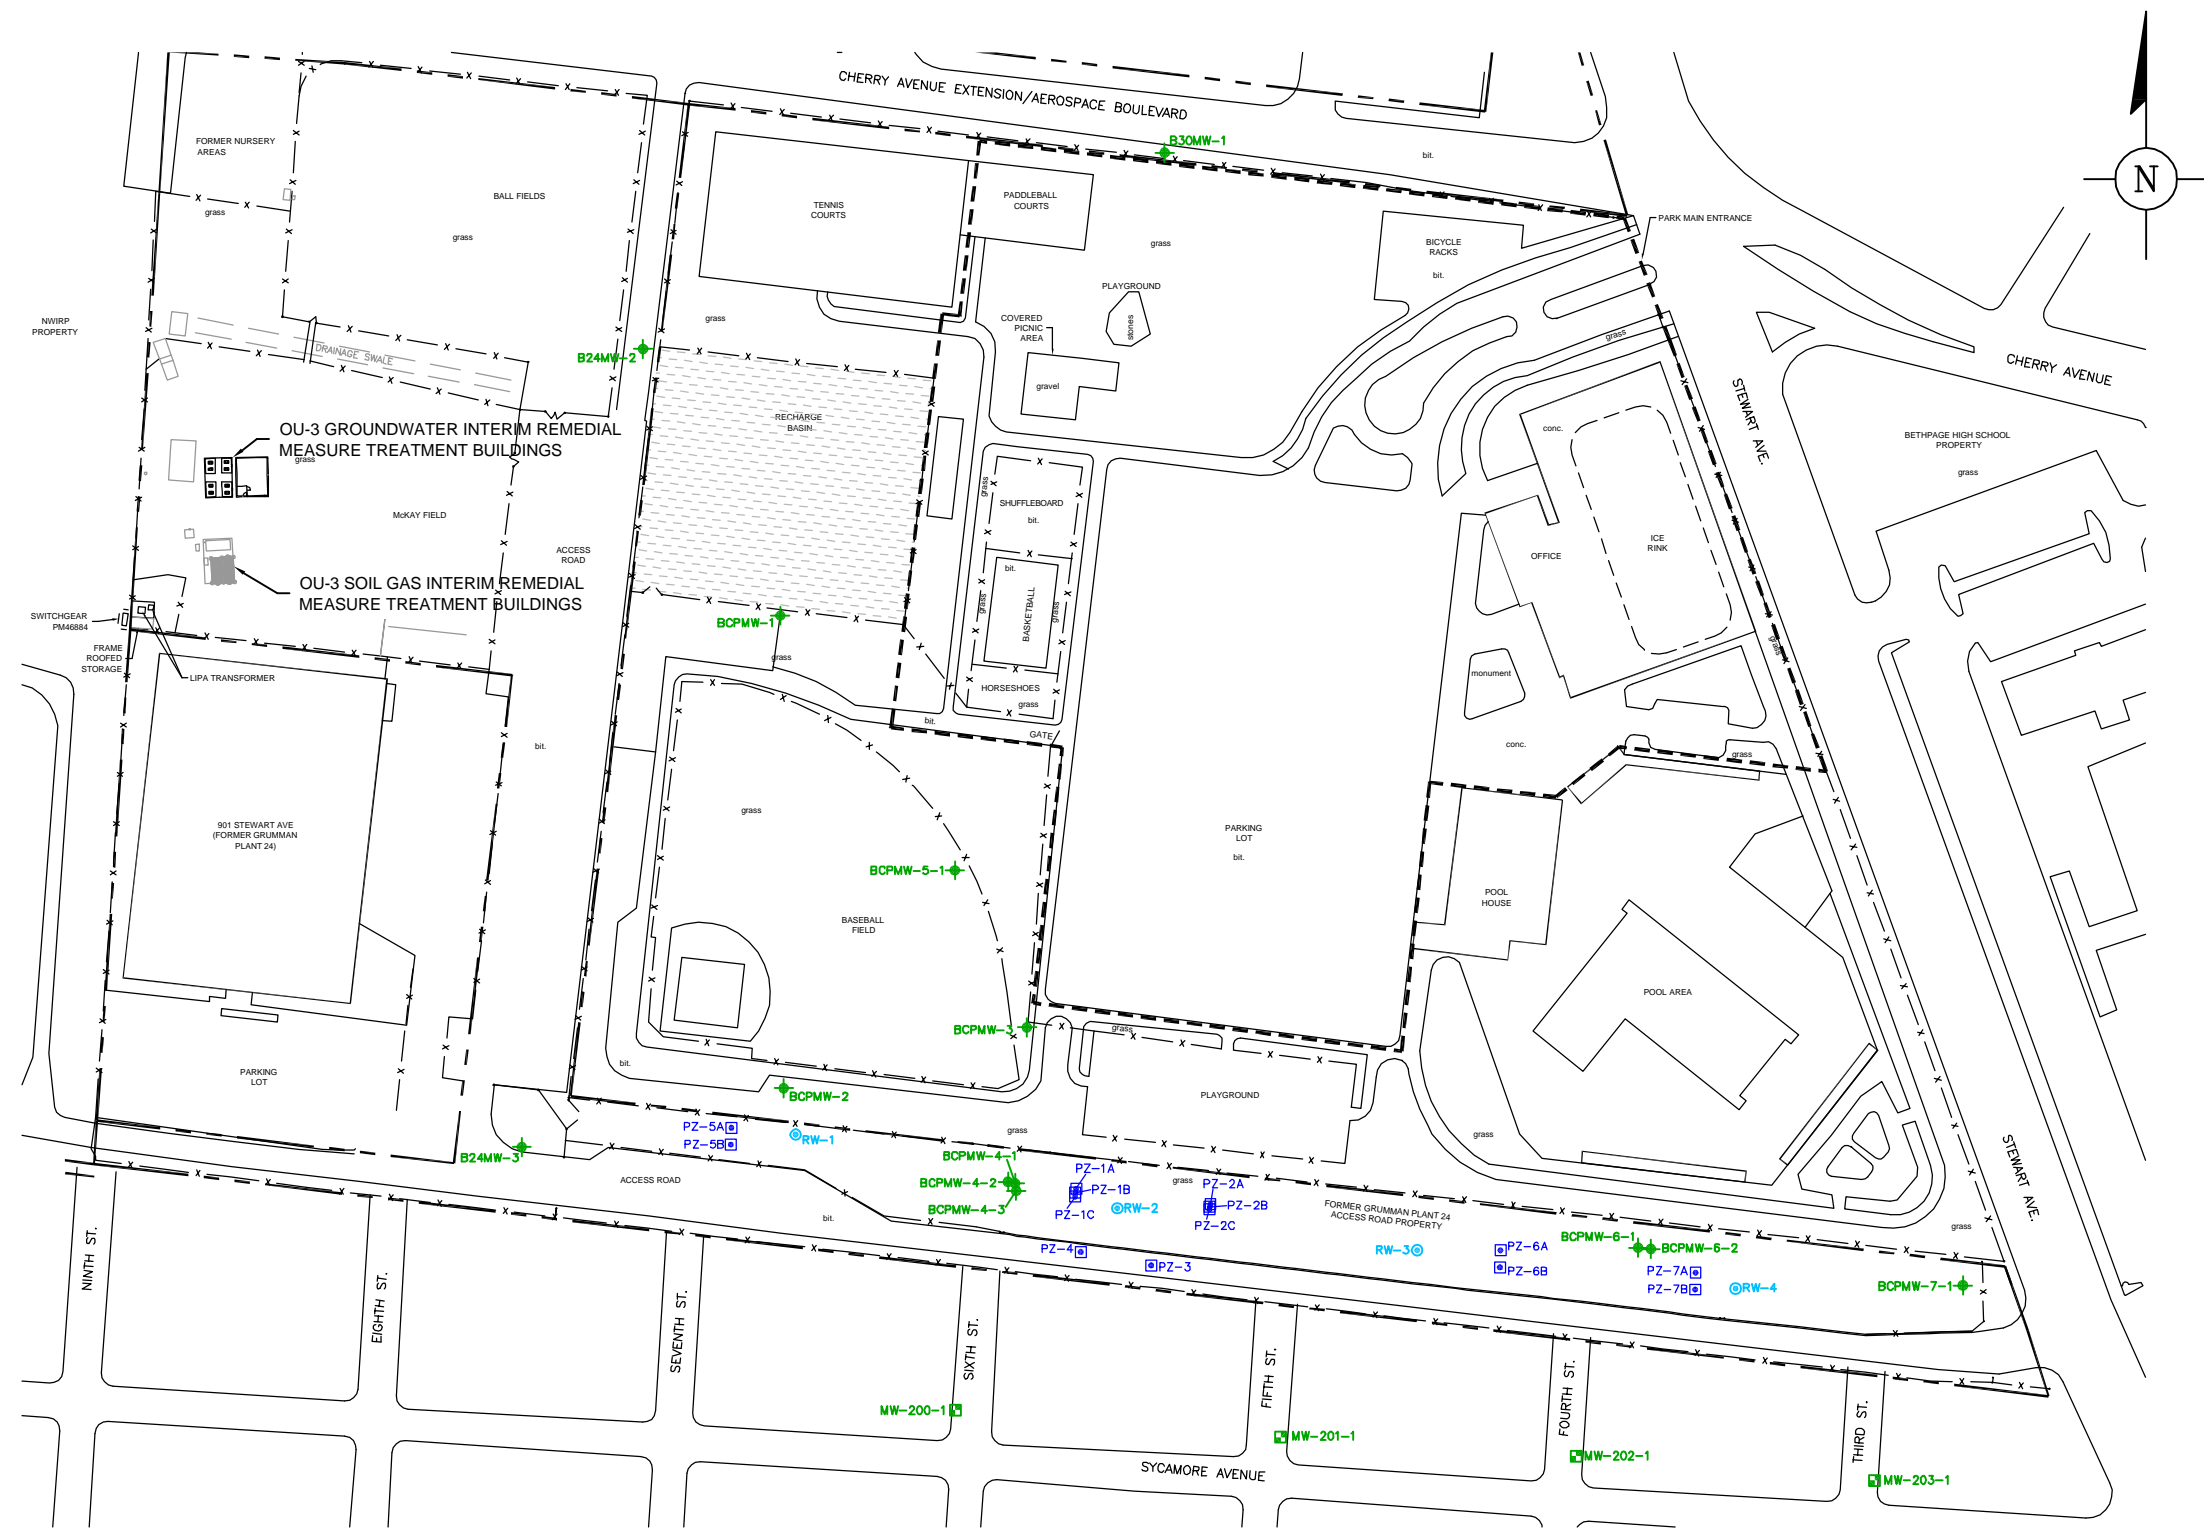 CHERRY AVENUE EXTENSION/AEROSPACE BOULEVARD
N
B30MW-1
bit.
FORMER NURSERY
AREAS
grass
BALL FIELDS
grass
TENNIS
COURTS
PADDLEBALL
COURTS
grass
BICYCLE
RACKS
bit.
PARK MAIN ENTRANCE
NWIRP
PROPERTY
DRAINAGE SWALE
B24MW-2
grass
PLAYGROUND
stones
COVERED
PICNIC
AREA
gravel
grass
CHERRY AVENUE
STEWART AVE.
RECHARGE
BASIN
OU-3 GROUNDWATER INTERIM REMEDIAL
MEASURE TREATMENT BUILDINGS
grass
conc.
BETHPAGE HIGH SCHOOL
PROPERTY
grass
McKAY FIELD
ACCESS
ROAD
grass
SHUFFLEBOARD
bit.
bit.
OFFICE
ICE
RINK
OU-3 SOIL GAS INTERIM REMEDIAL
MEASURE TREATMENT BUILDINGS
grass
BASKETBALL
grass
SWITCHGEAR
PM46884
FRAME
ROOFED
STORAGE
LIPA TRANSFORMER
BCPMW-1
grass
grass
HORSESHOES
grass
monument
bit.
GATE
bit.
conc.
grass
901 STEWART AVE
(FORMER GRUMMAN
PLANT 24)
grass
PARKING
LOT
bit.
BCPMW-5-1
BASEBALL
FIELD
POOL
HOUSE
POOL AREA
BCPMW-3
grass
PARKING
LOT
bit.
BCPMW-2
PLAYGROUND
PZ-5A
PZ-5B
RW-1
grass
grass
B24MW-3
ACCESS ROAD
BCPMW-4-1
BCPMW-4-2
BCPMW-4-3
PZ-1A
PZ-1B
PZ-1C
grass
RW-2
PZ-2A
PZ-2B
PZ-2C
FORMER GRUMMAN PLANT 24
ACCESS ROAD PROPERTY
STEWART AVE.
bit.
grass
PZ-4
PZ-3
RW-3
PZ-6A
PZ-6B
BCPMW-6-1
BCPMW-6-2
PZ-7A
PZ-7B
RW-4
BCPMW-7-1
NINTH ST.
EIGHTH ST.
SEVENTH ST.
SIXTH ST.
FIFTH ST.
FOURTH ST.
THIRD ST.
MW-200-1
MW-201-1
MW-202-1
MW-203-1
SYCAMORE AVENUE